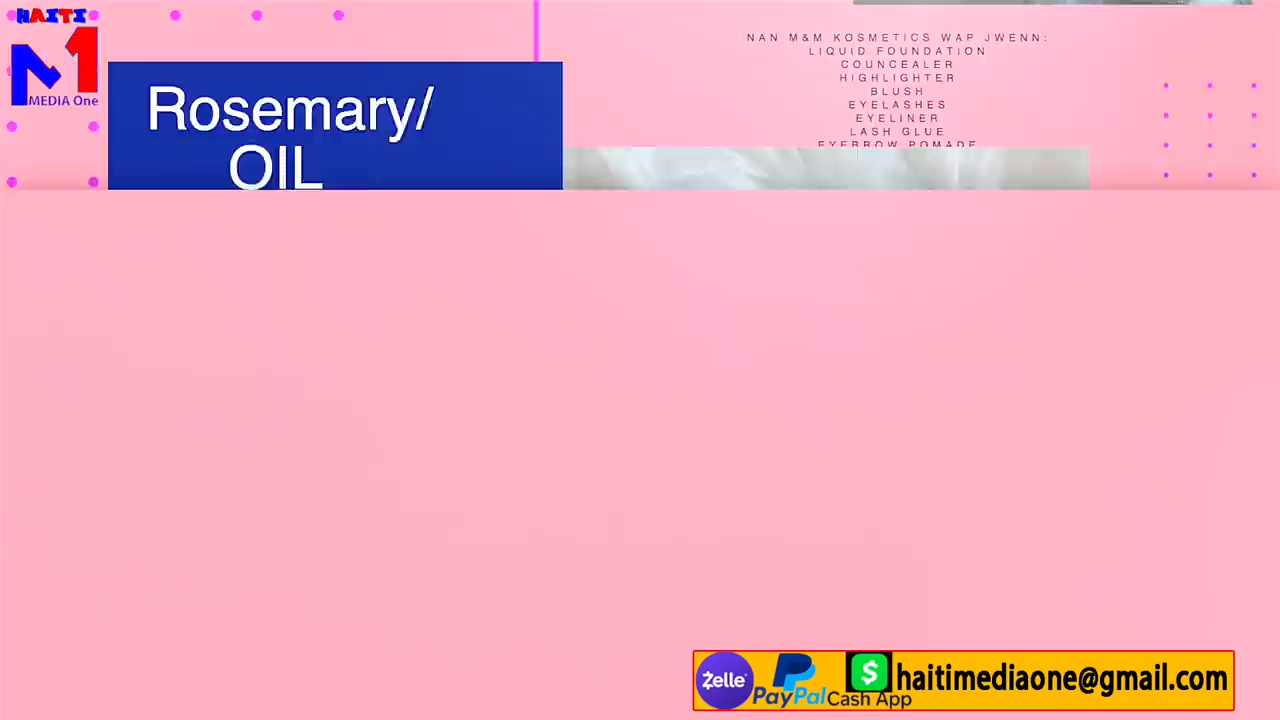 HAITI
M1
MEDIA One
Rosemary/
OIL
NAN M&M KOSMETICS WAP JWENN:
LIQUID FOUNDATION
COUNCEALER
HIGHLIGHTER
BLUSH
EYELASHES
EYELINER
LASH GLUE
EYEBROW POMADE
Zelle
PayPal
$
Cash App
haitimediaone@gmail.com